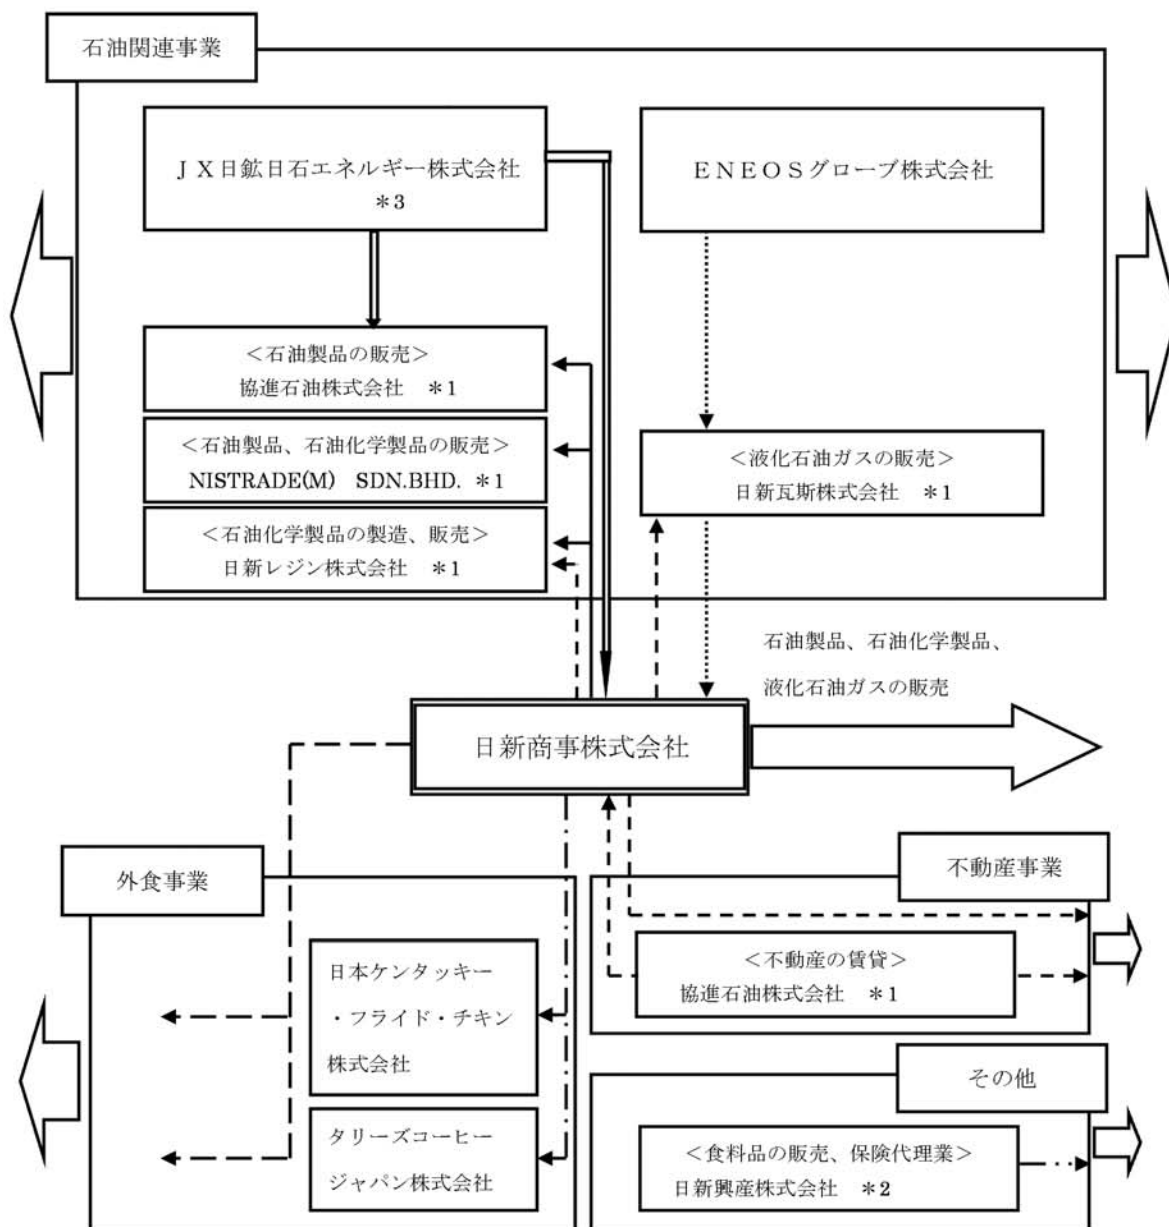 石油関連事業
ＪＸ日鉱日石エネルギー株式会社
＊3
ＥＮＥＯＳグローブ株式会社
＜石油製品の販売＞
協進石油株式会社　＊1
＜石油製品、石油化学製品の販売＞
NISTRADE(M)　SDN.BHD.　＊1
＜石油化学製品の製造、販売＞
日新レジン株式会社　＊1
＜液化石油ガスの販売＞
日新瓦斯株式会社　＊1
石油製品、石油化学製品、
液化石油ガスの販売
日新商事株式会社
外食事業
日本ケンタッキー
・フライド・チキン
株式会社
タリーズコーヒー
ジャパン株式会社
不動産事業
＜不動産の賃貸＞
協進石油株式会社　＊1
その他
＜食料品の販売、保険代理業＞
日新興産株式会社　＊2